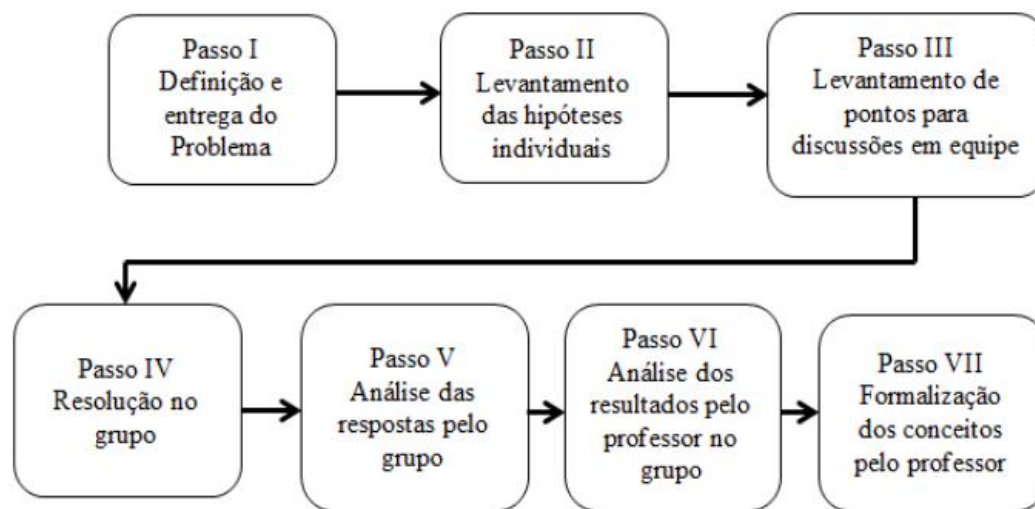 Passo I
Definição e
entrega do
Problema
Passo II
Levantamento
das hipóteses
individuais
Passo III
Levantamento de
pontos para
discussões em equipe
Passo IV
Resolução no
grupo
Passo V
Análise das
respostas pelo
grupo
Passo VI
Análise dos
resultados pelo
professor no
grupo
Passo VII
Formalização
dos conceitos
pelo professor